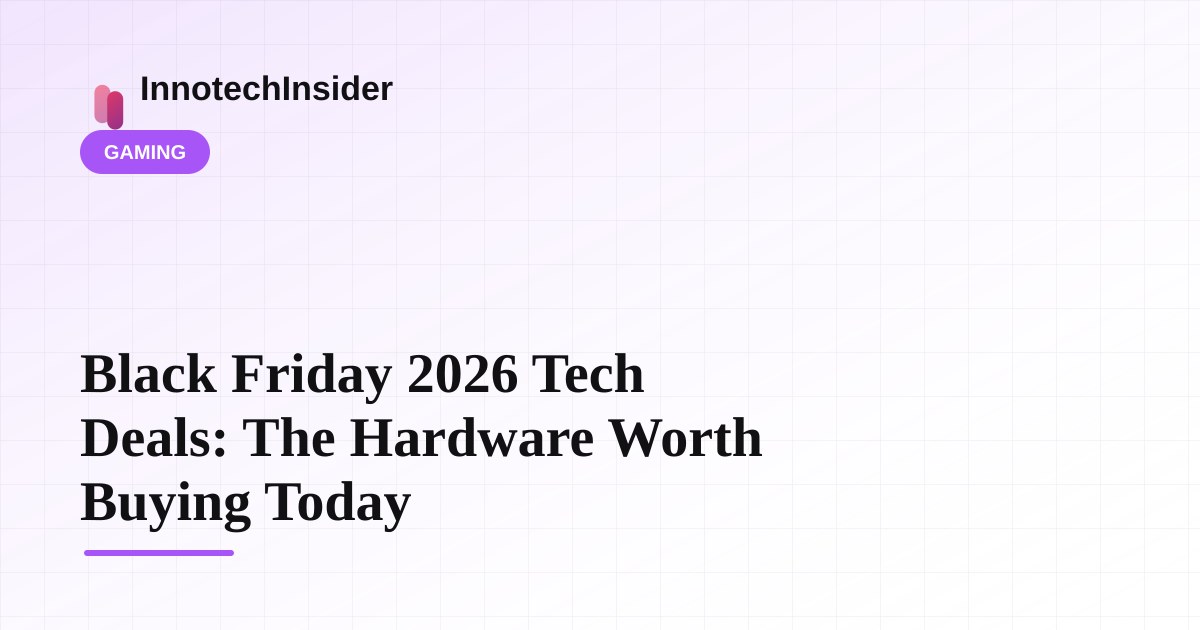 InnotechInsider
GAMING
Black Friday 2026 Tech
Deals: The Hardware Worth
Buying Today